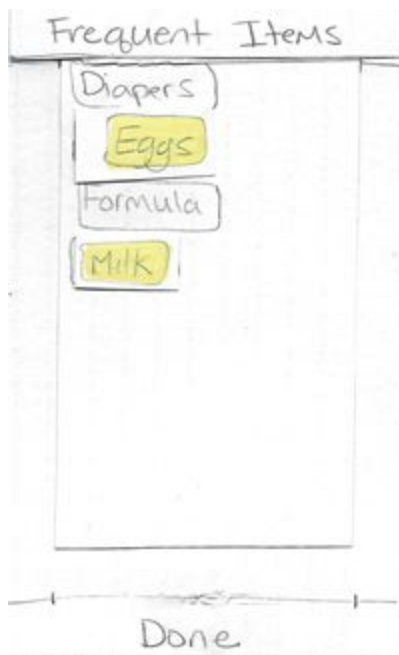 Frequent Items
Diapers
Eggs
Formula
Milk
Done